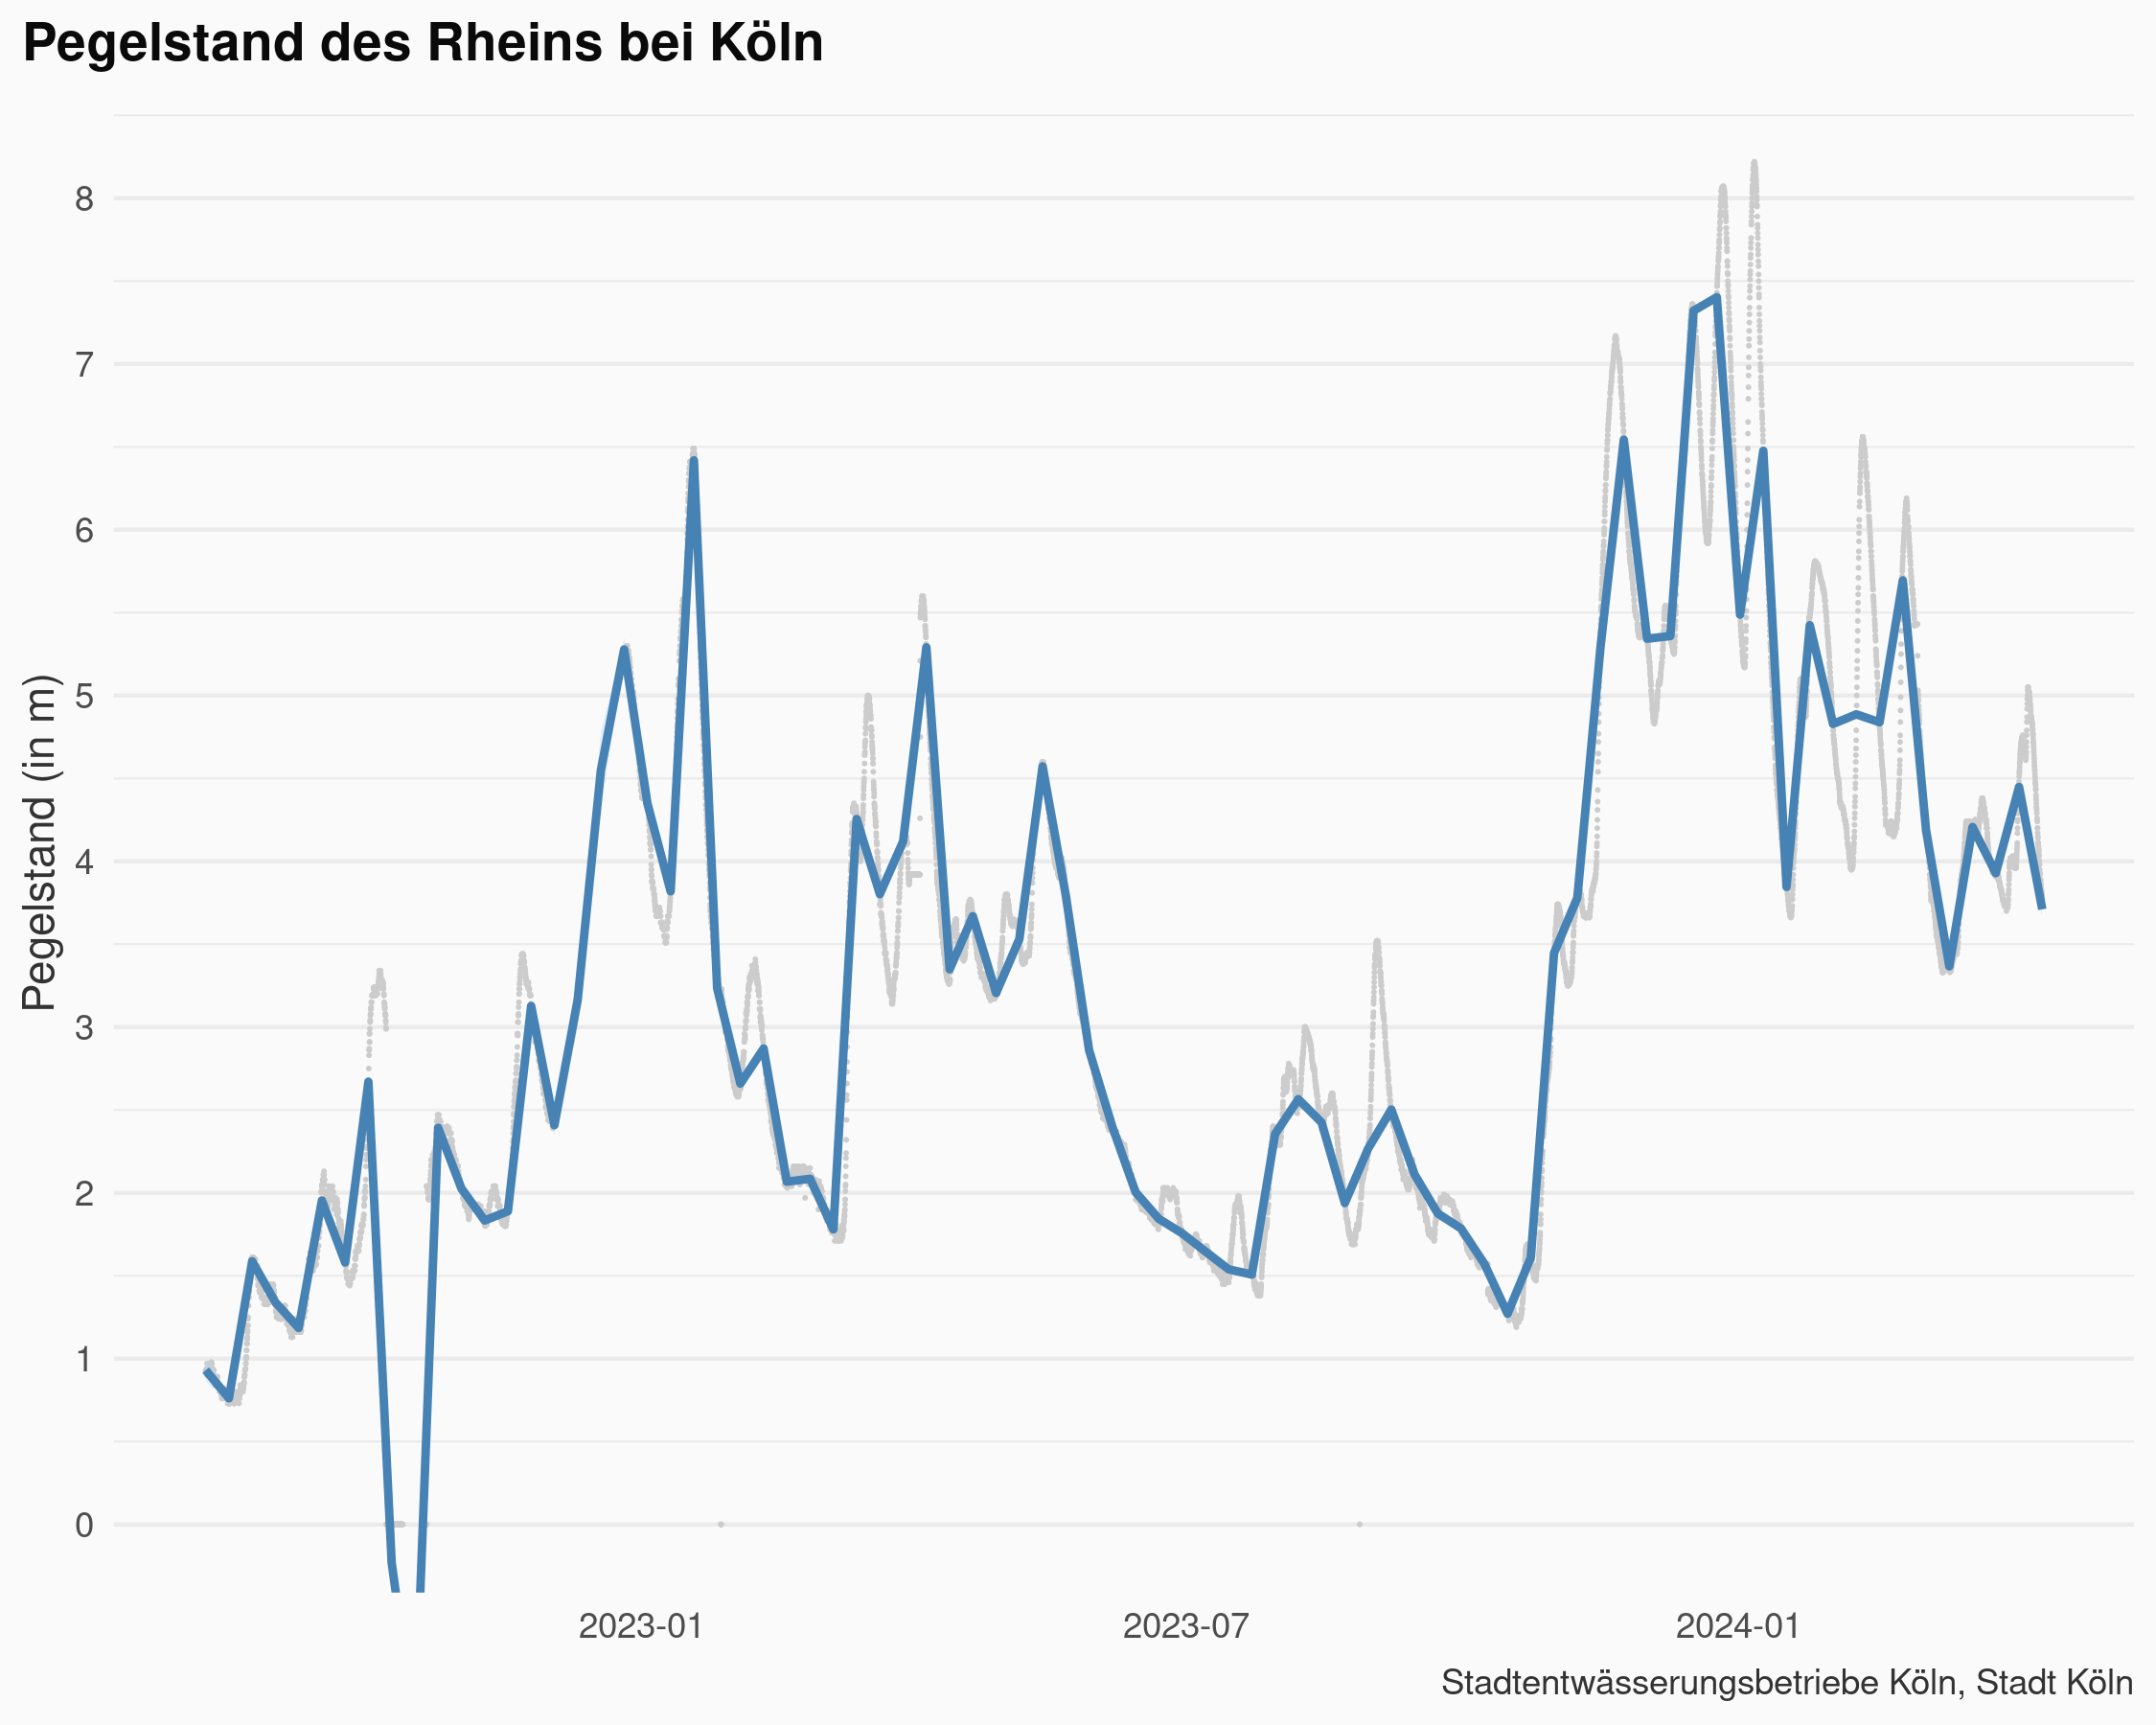 Pegelstand des Rheins bei Köln
Pegelstand (in m)
8
7
6
5
4
3
2
1
0
2023-01 2023-07 2024-01
Stadtentwässerungsbetriebe Köln, Stadt Köln